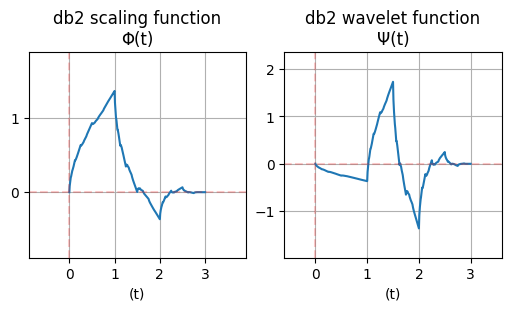 db2 scaling function
Φ(t)
1
0
0
1
2
3
(t)
db2 wavelet function
Ψ(t)
2
1
0
−1
0
1
2
3
(t)